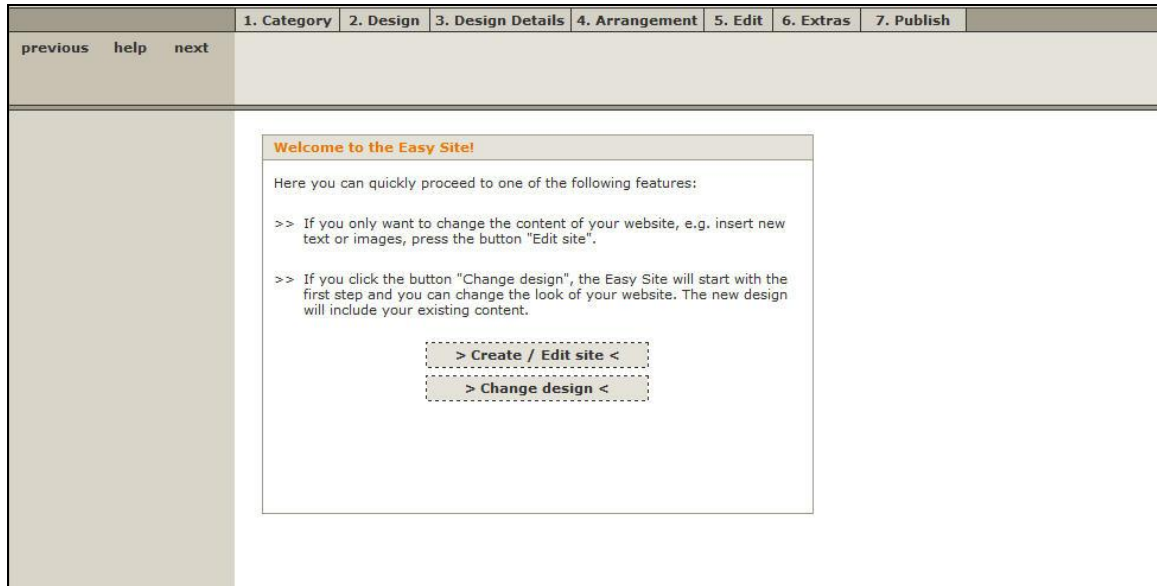 1. Category 2. Design 3. Design Details 4. Arrangement 5. Edit 6. Extras 7. Publish
previous help next
Welcome to the Easy Site!
Here you can quickly proceed to one of the following features:
>> If you only want to change the content of your website, e.g. insert new
text or images, press the button "Edit site".
>> If you click the button "Change design", the Easy Site will start with the
first step and you can change the look of your website. The new design
will include your existing content.
> Create / Edit site <
> Change design <